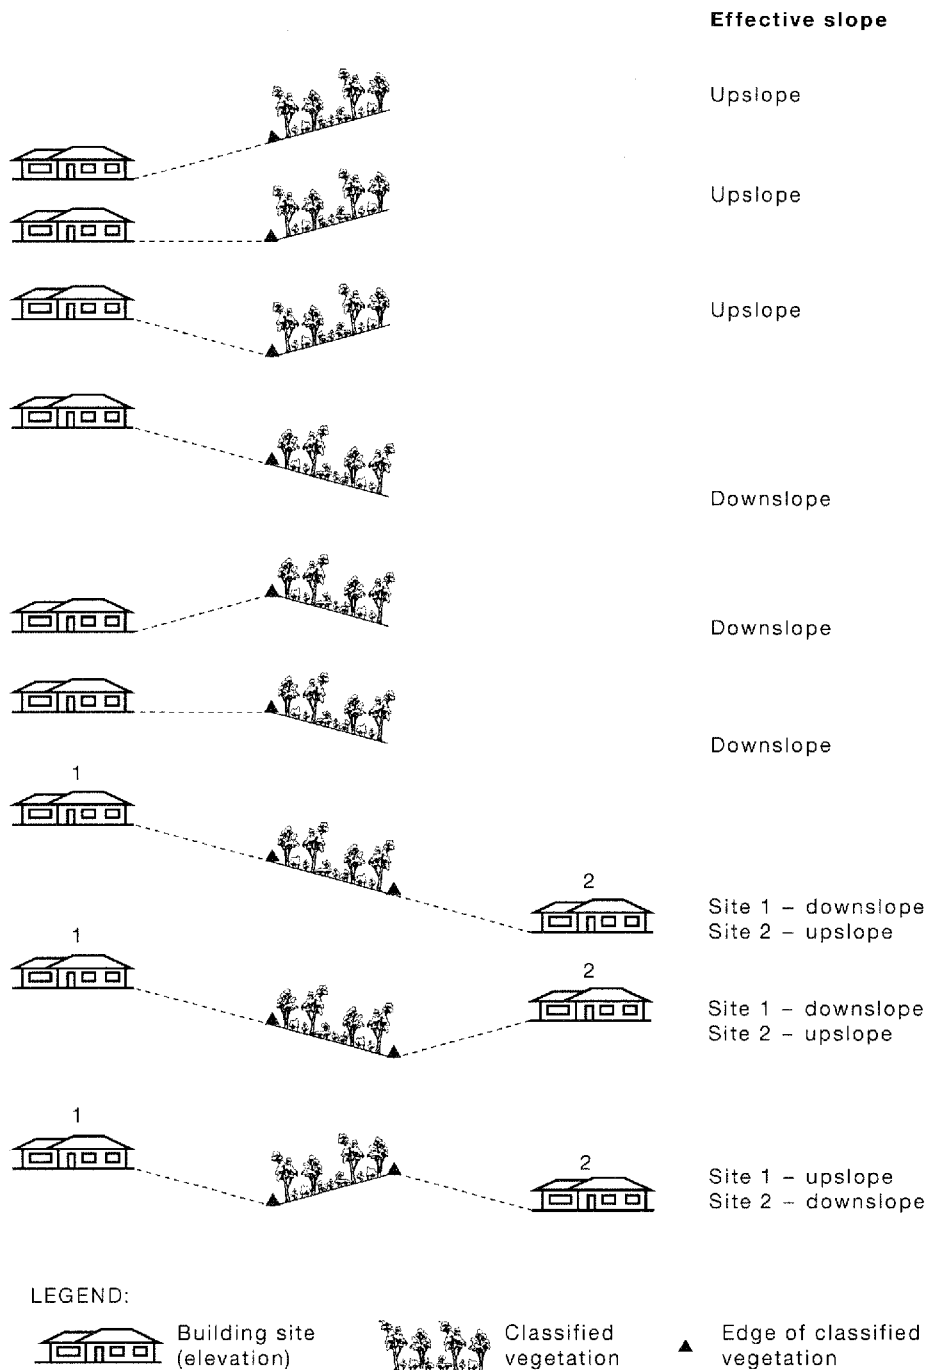 Effective slope
Upslope
Upslope
Upslope
Downslope
Downslope
Downslope
1
2
Site 1 – downslope
Site 2 – upslope
1
2
Site 1 – downslope
Site 2 – upslope
1
2
Site 1 – upslope
Site 2 – downslope
LEGEND:
Building site
(elevation)
Classified
vegetation
Edge of classified
vegetation